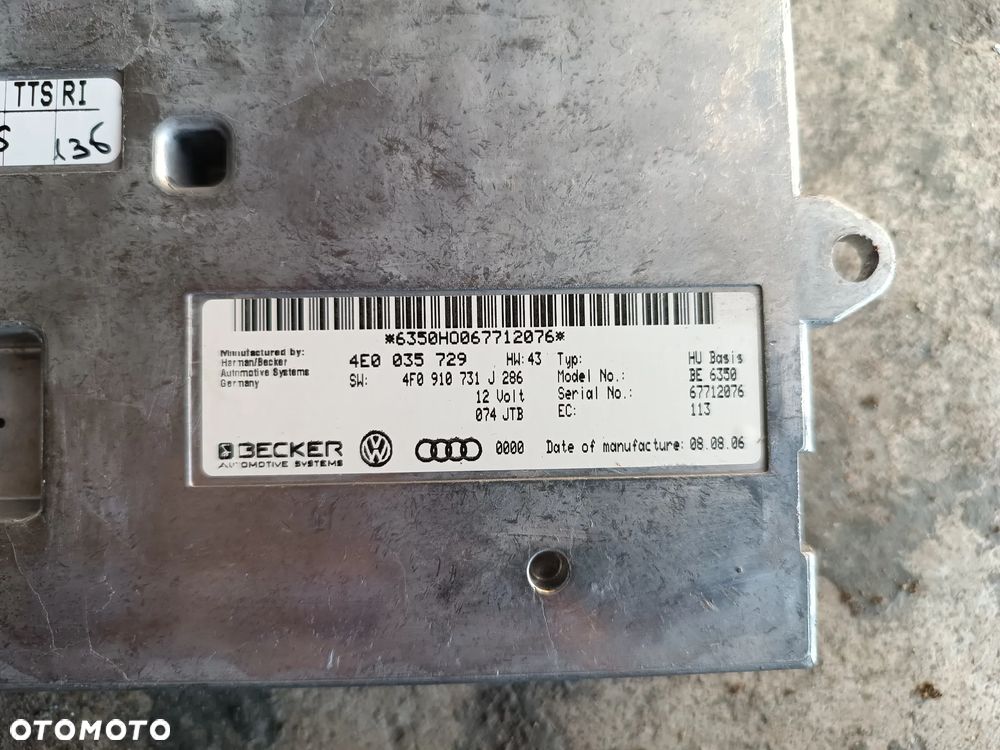 TTS RI
136
*6350HO067712076*
Manufactured by:
Harman/Becker
Automotive Systems
Germany
4E0 035 729 HW: 43
SW: 4F0 910 731 J 286
12 Volt
074 JTB
Typ: HU Basis
Model No.: BE 6350
Serial No.: 67712076
EC: 113
BECKER
AUTOMOTIVE SYSTEMS
0000 Date of manufacture: 08.08.06
OTOMOTO